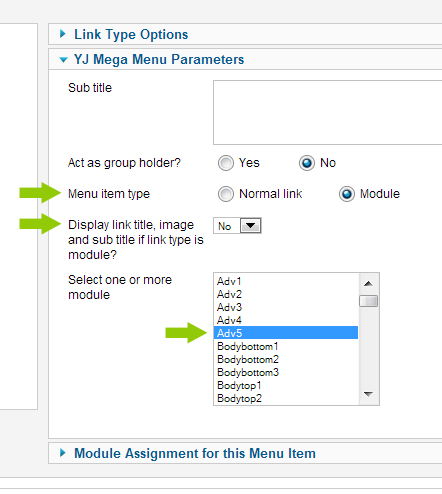 Link Type Options
YJ Mega Menu Parameters
Sub title
Act as group holder? Yes No
Menu item type Normal link Module
Display link title, image
and sub title if link type is
module?
No
Select one or more
module
Adv1
Adv2
Adv3
Adv4
Adv5
Bodybottom1
Bodybottom2
Bodybottom3
Bodytop1
Bodytop2
Module Assignment for this Menu Item